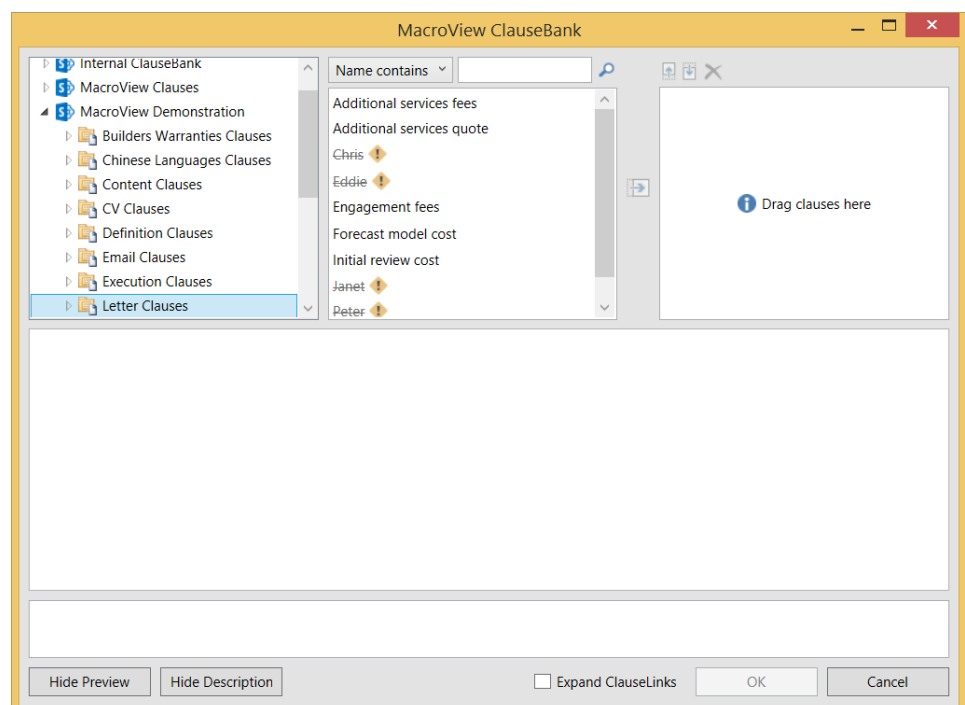 MacroView ClauseBank
Internal ClauseBank
MacroView Clauses
MacroView Demonstration
Builders Warranties Clauses
Chinese Languages Clauses
Content Clauses
CV Clauses
Definition Clauses
Email Clauses
Execution Clauses
Letter Clauses
Name contains
Additional services fees
Additional services quote
Chris
Eddie
Engagement fees
Forecast model cost
Initial review cost
Janet
Peter
Drag clauses here
Hide Preview
Hide Description
Expand ClauseLinks
OK
Cancel